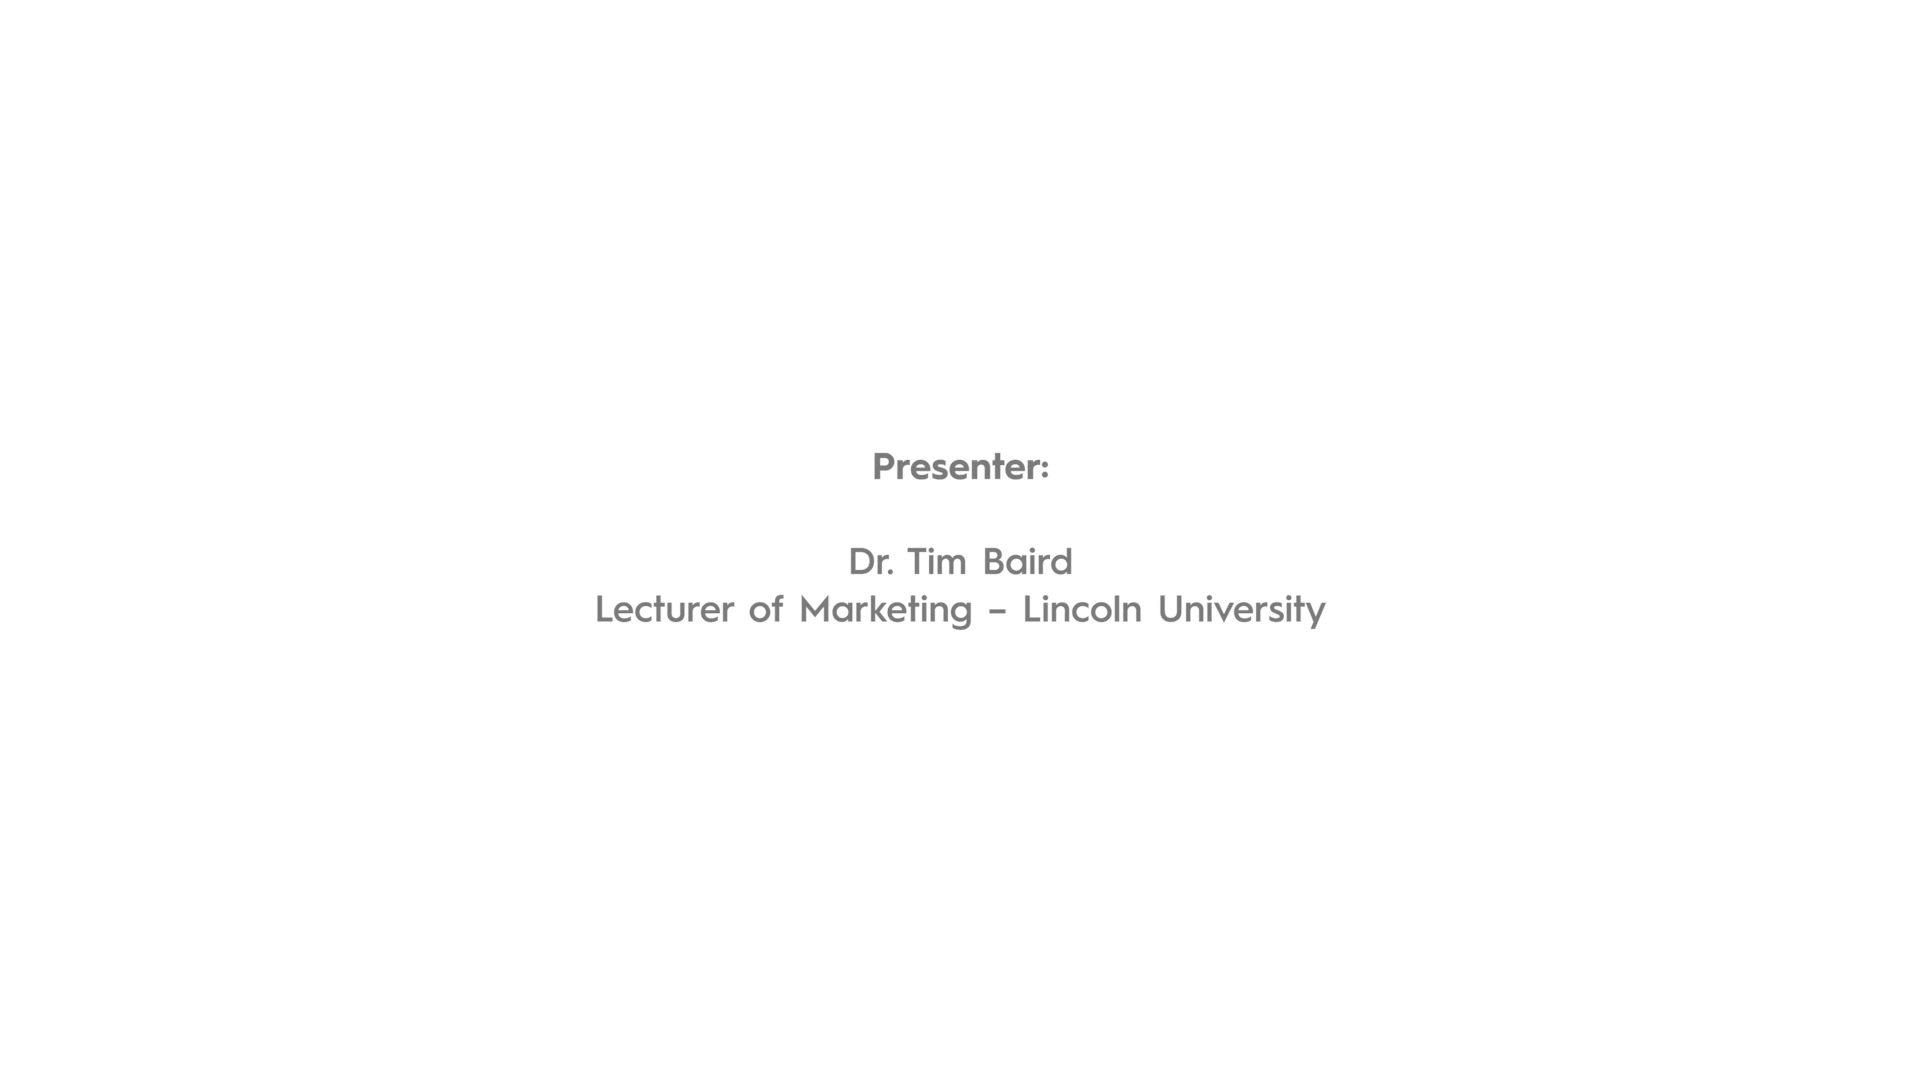 Presenter:
Dr. Tim Baird
Lecturer of Marketing – Lincoln University